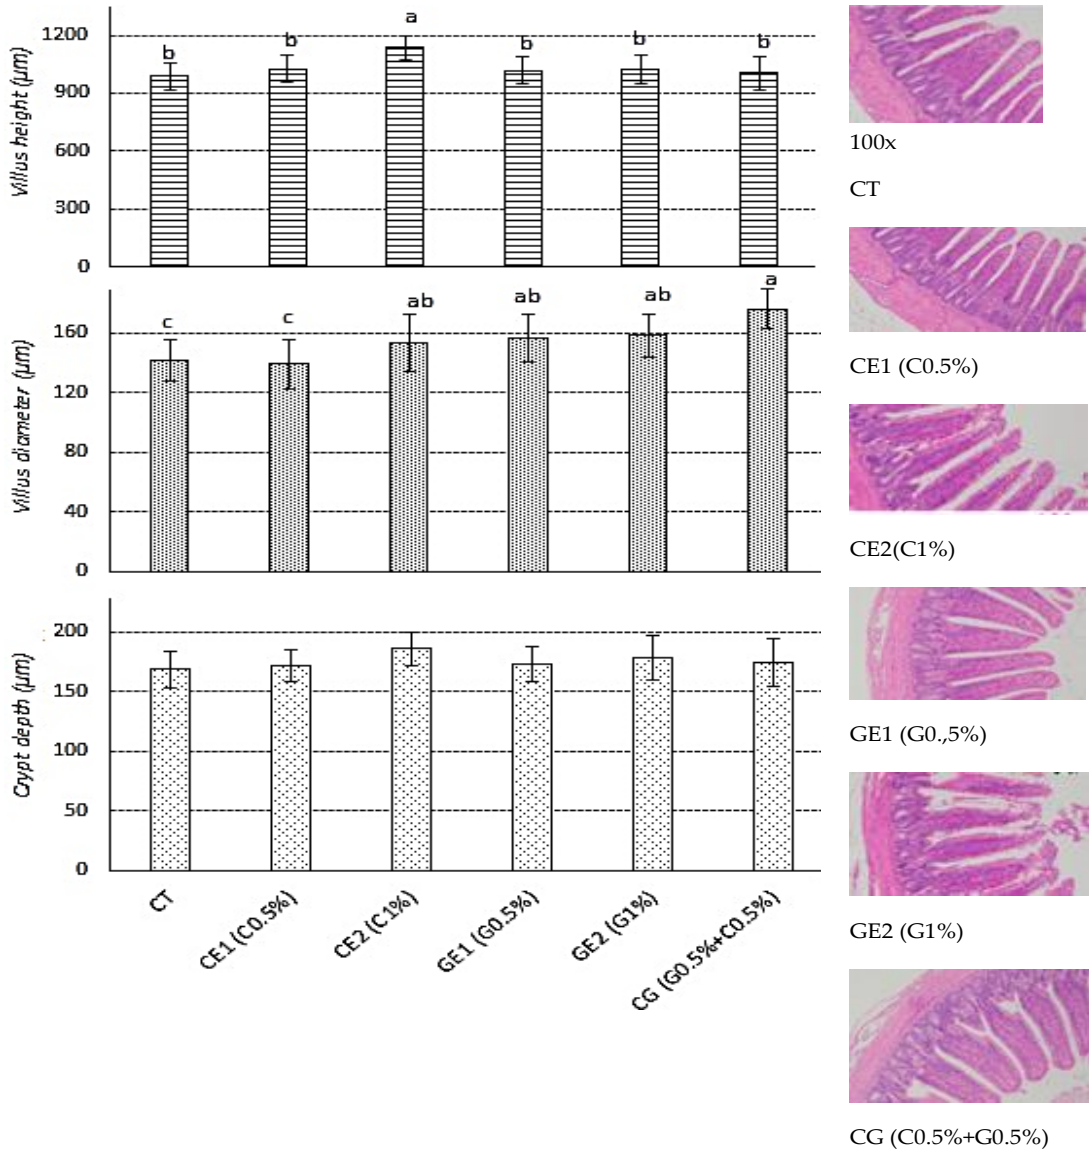 Villus height (µm)
1200
900
600
300
0
b
b
a
b
b
b
Villus diameter (µm)
160
120
80
40
0
c
c
ab
ab
ab
a
Crypt depth (µm)
200
150
100
50
0
CT
CE1 (C0.5%)
CE2 (C1%)
GE1 (G0.5%)
GE2 (G1%)
CG (G0.5%+C0.5%)
100x
CT
CE1 (C0.5%)
CE2(C1%)
GE1 (G0.,5%)
GE2 (G1%)
CG (C0.5%+G0.5%)